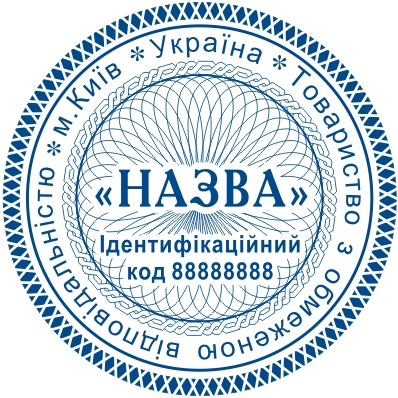 * Україна * Товариство з обмеженою відповідальністю * м. Київ
«НАЗВА»
Ідентифікаційний
код 88888888